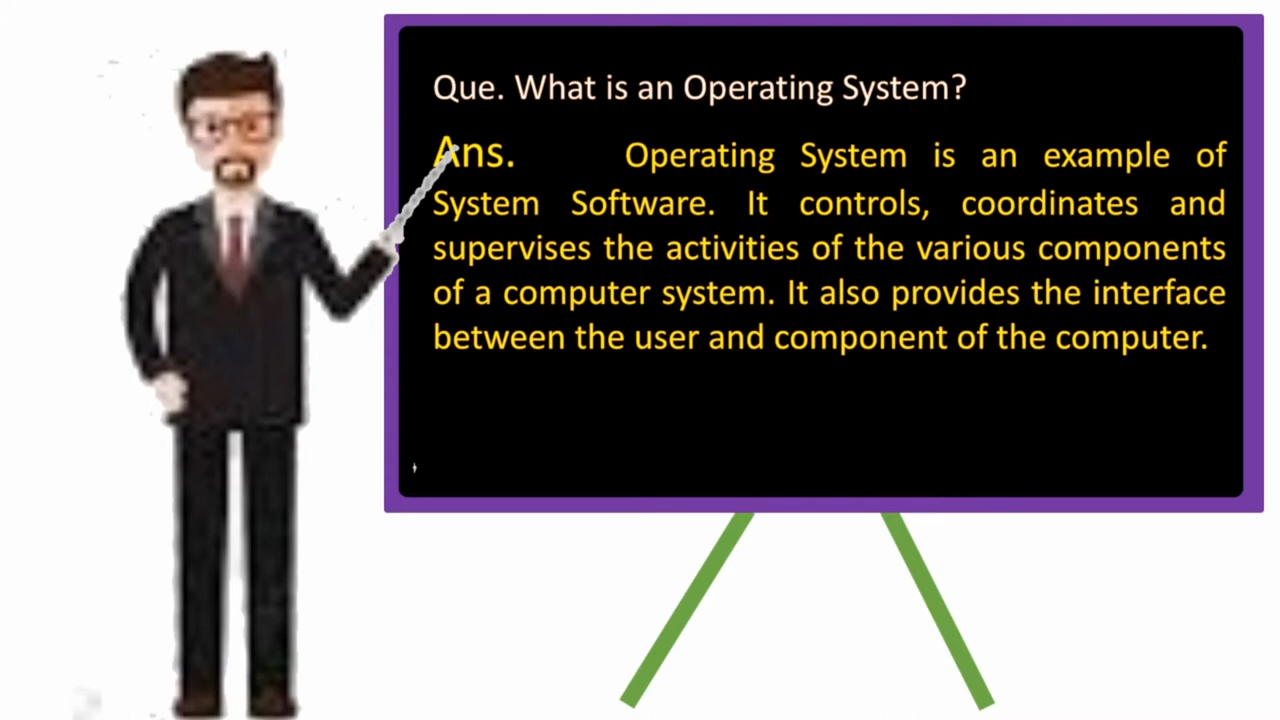 Que. What is an Operating System?
Ans. Operating System is an example of
System Software. It controls, coordinates and
supervises the activities of the various components
of a computer system. It also provides the interface
between the user and component of the computer.